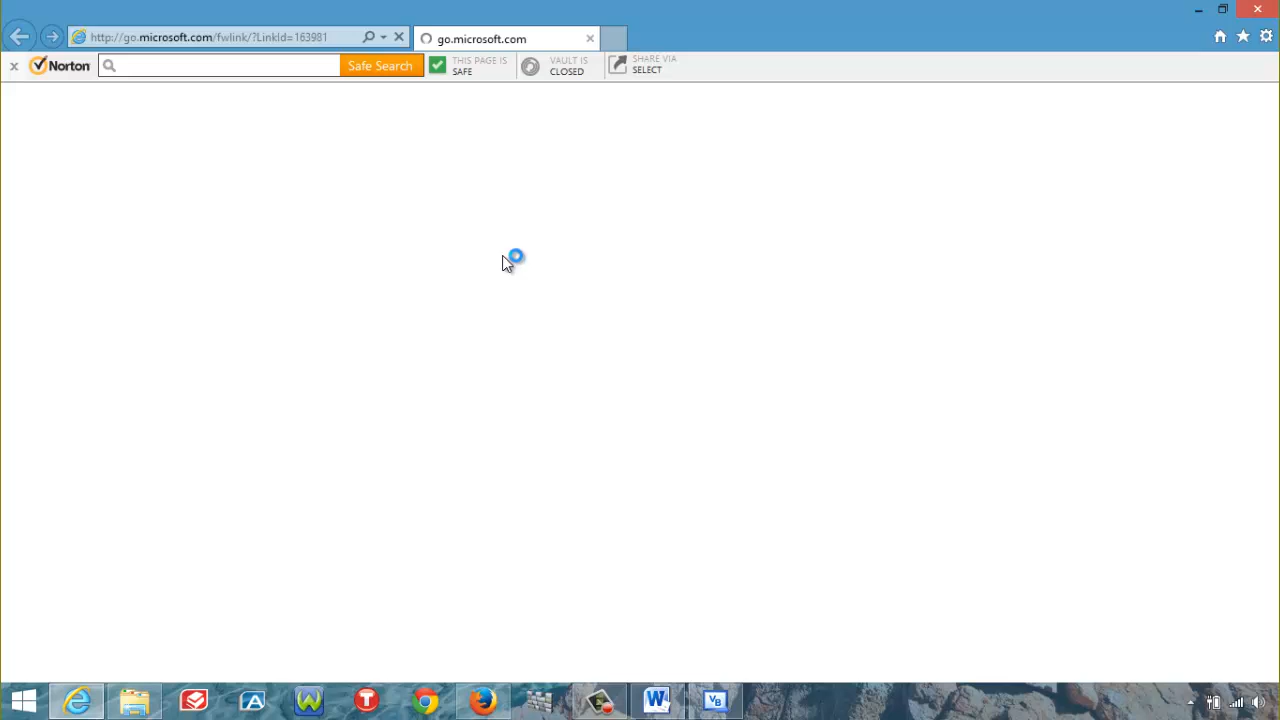 http://go.microsoft.com/fwlink/?LinkId=163981
go.microsoft.com
Norton
Safe Search
THIS PAGE IS
SAFE
VAULT IS
CLOSED
SHARE VIA
SELECT
A
W
T
W
VB